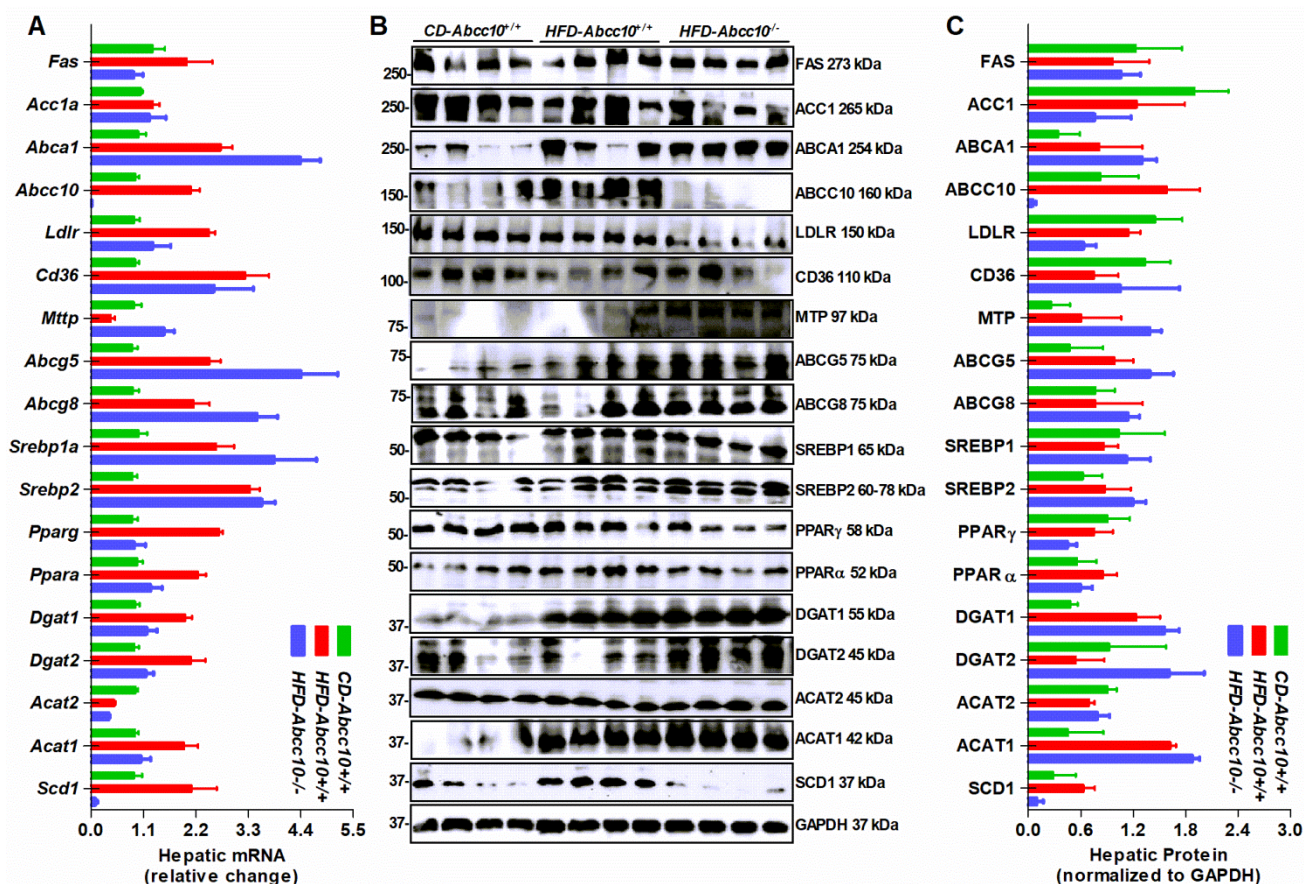 A
Fas
Acc1a
Abca1
Abcc10
Ldlr
Cd36
Mttp
Abcg5
Abcg8
Srebp1a
Srebp2
Pparg
Ppara
Dgat1
Dgat2
Acat2
Acat1
Scd1
0.0 1.1 2.2 3.3 4.4 5.5
Hepatic mRNA
(relative change)
HFD-Abcc10-/-
HFD-Abcc10+/+
CD-Abcc10+/+
B
CD-Abcc10+/+ HFD-Abcc10+/+ HFD-Abcc10-/-
250- FAS 273 kDa
250- ACC1 265 kDa
250- ABCA1 254 kDa
150- ABCC10 160 kDa
150- LDLR 150 kDa
100- CD36 110 kDa
75- MTP 97 kDa
75- ABCG5 75 kDa
75- ABCG8 75 kDa
50- SREBP1 65 kDa
50- SREBP2 60-78 kDa
50- PPARγ 58 kDa
50- PPARα 52 kDa
37- DGAT1 55 kDa
37- DGAT2 45 kDa
37- ACAT2 45 kDa
37- ACAT1 42 kDa
37- SCD1 37 kDa
37- GAPDH 37 kDa
C
FAS
ACC1
ABCA1
ABCC10
LDLR
CD36
MTP
ABCG5
ABCG8
SREBP1
SREBP2
PPARγ
PPAR α
DGAT1
DGAT2
ACAT2
ACAT1
SCD1
0.0 0.6 1.2 1.8 2.4 3.0
Hepatic Protein
(normalized to GAPDH)
HFD-Abcc10-/-
HFD-Abcc10+/+
CD-Abcc10+/+